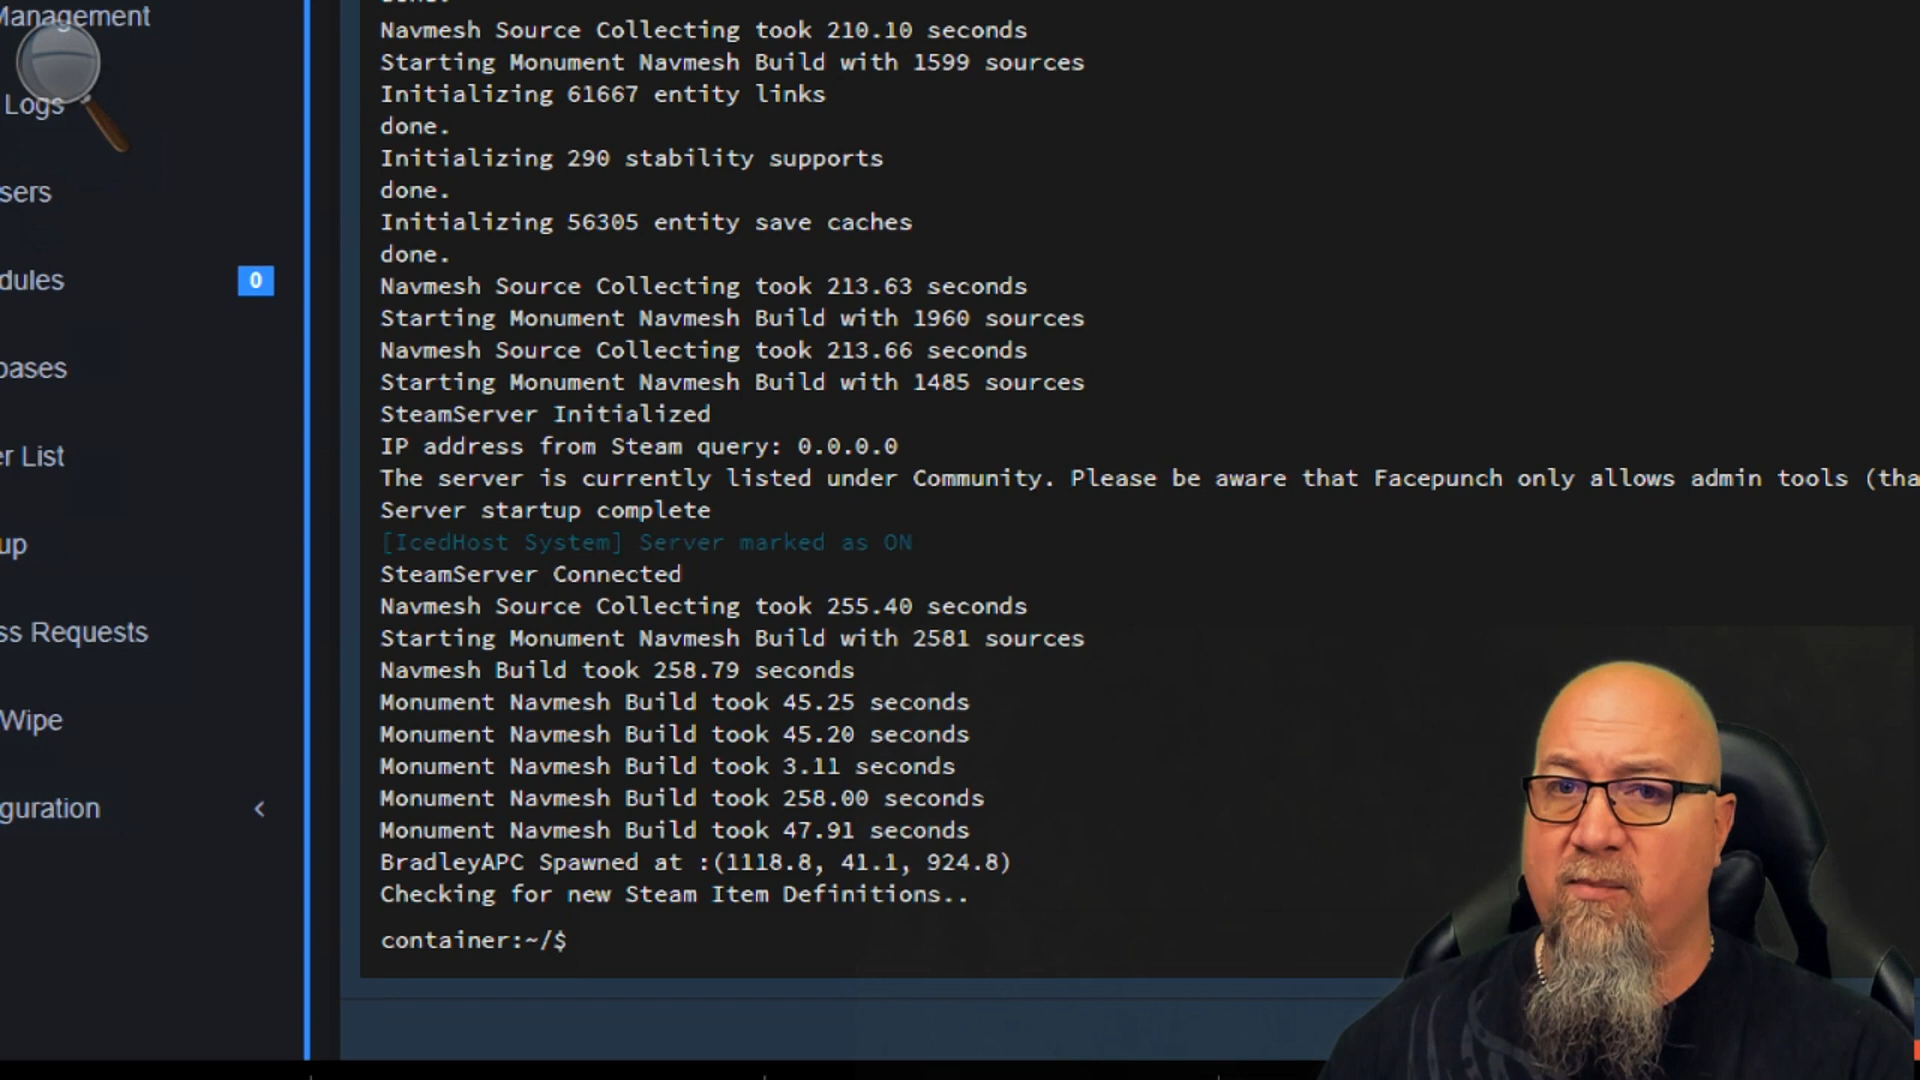 Management
Logs
sers
dules
0
bases
er List
up
ss Requests
Wipe
guration
Navmesh Source Collecting took 210.10 seconds
Starting Monument Navmesh Build with 1599 sources
Initializing 61667 entity links
done.
Initializing 290 stability supports
done.
Initializing 56305 entity save caches
done.
Navmesh Source Collecting took 213.63 seconds
Starting Monument Navmesh Build with 1960 sources
Navmesh Source Collecting took 213.66 seconds
Starting Monument Navmesh Build with 1485 sources
SteamServer Initialized
IP address from Steam query: 0.0.0.0
The server is currently listed under Community. Please be aware that Facepunch only allows admin tools (tha
Server startup complete
[IcedHost System] Server marked as ON
SteamServer Connected
Navmesh Source Collecting took 255.40 seconds
Starting Monument Navmesh Build with 2581 sources
Navmesh Build took 258.79 seconds
Monument Navmesh Build took 45.25 seconds
Monument Navmesh Build took 45.20 seconds
Monument Navmesh Build took 3.11 seconds
Monument Navmesh Build took 258.00 seconds
Monument Navmesh Build took 47.91 seconds
BradleyAPC Spawned at :(1118.8, 41.1, 924.8)
Checking for new Steam Item Definitions..
container:~/$